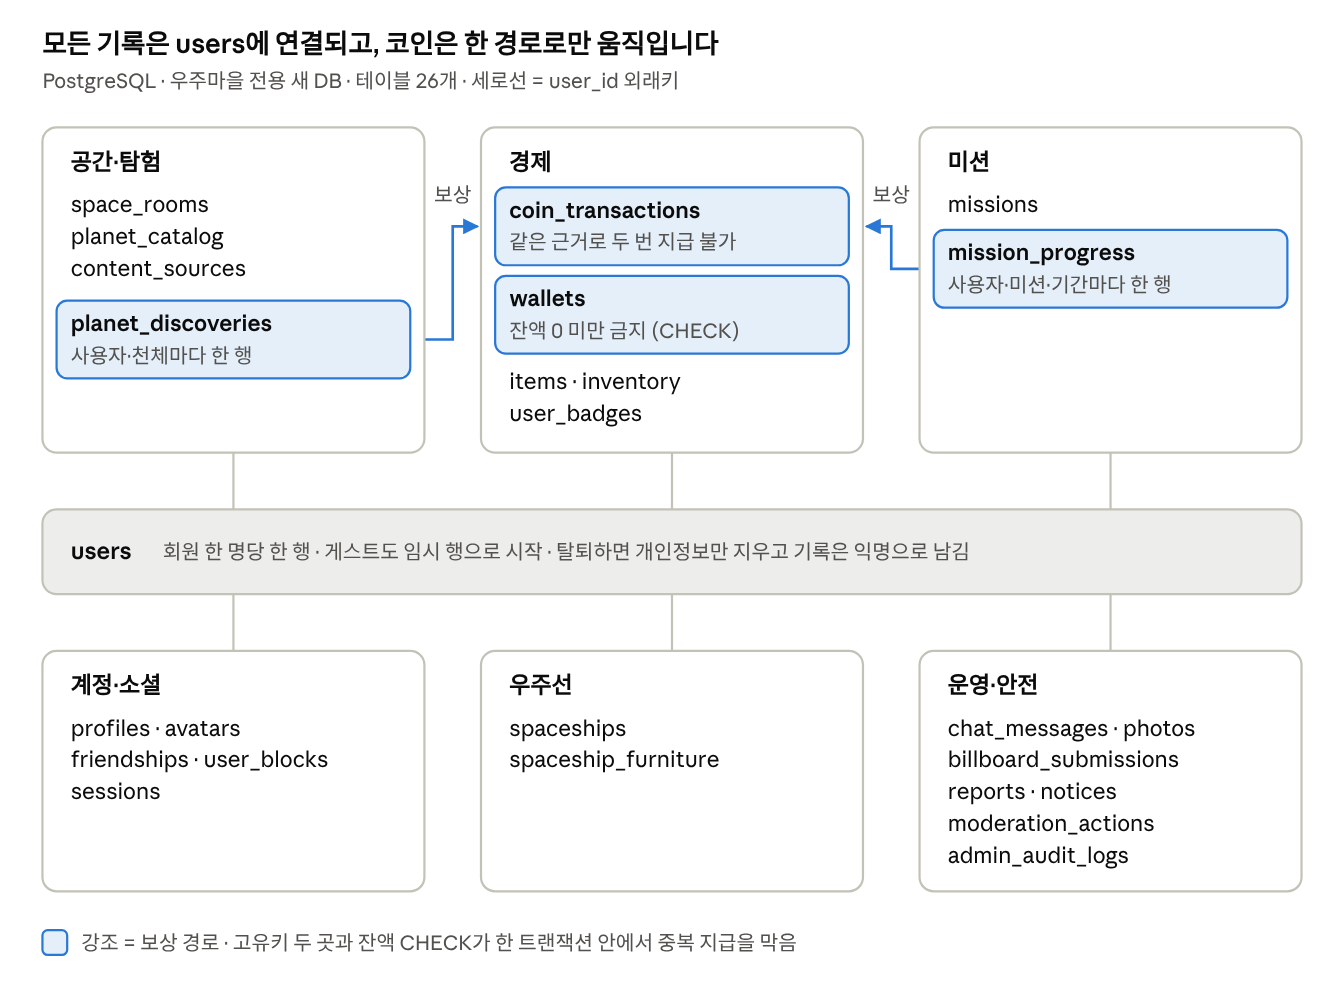 모든 기록은 users에 연결되고, 코인은 한 경로로만 움직입니다
PostgreSQL · 우주마을 전용 새 DB · 테이블 26개 · 세로선 = user_id 외래키
공간·탐험
space_rooms
planet_catalog
content_sources
planet_discoveries
사용자·천체마다 한 행
보상
경제
coin_transactions
같은 근거로 두 번 지급 불가
wallets
잔액 0 미만 금지 (CHECK)
items · inventory
user_badges
보상
미션
missions
mission_progress
사용자·미션·기간마다 한 행
users 회원 한 명당 한 행 · 게스트도 임시 행으로 시작 · 탈퇴하면 개인정보만 지우고 기록은 익명으로 남김
계정·소셜
profiles · avatars
friendships · user_blocks
sessions
우주선
spaceships
spaceship_furniture
운영·안전
chat_messages · photos
billboard_submissions
reports · notices
moderation_actions
admin_audit_logs
강조 = 보상 경로 · 고유키 두 곳과 잔액 CHECK가 한 트랜잭션 안에서 중복 지급을 막음